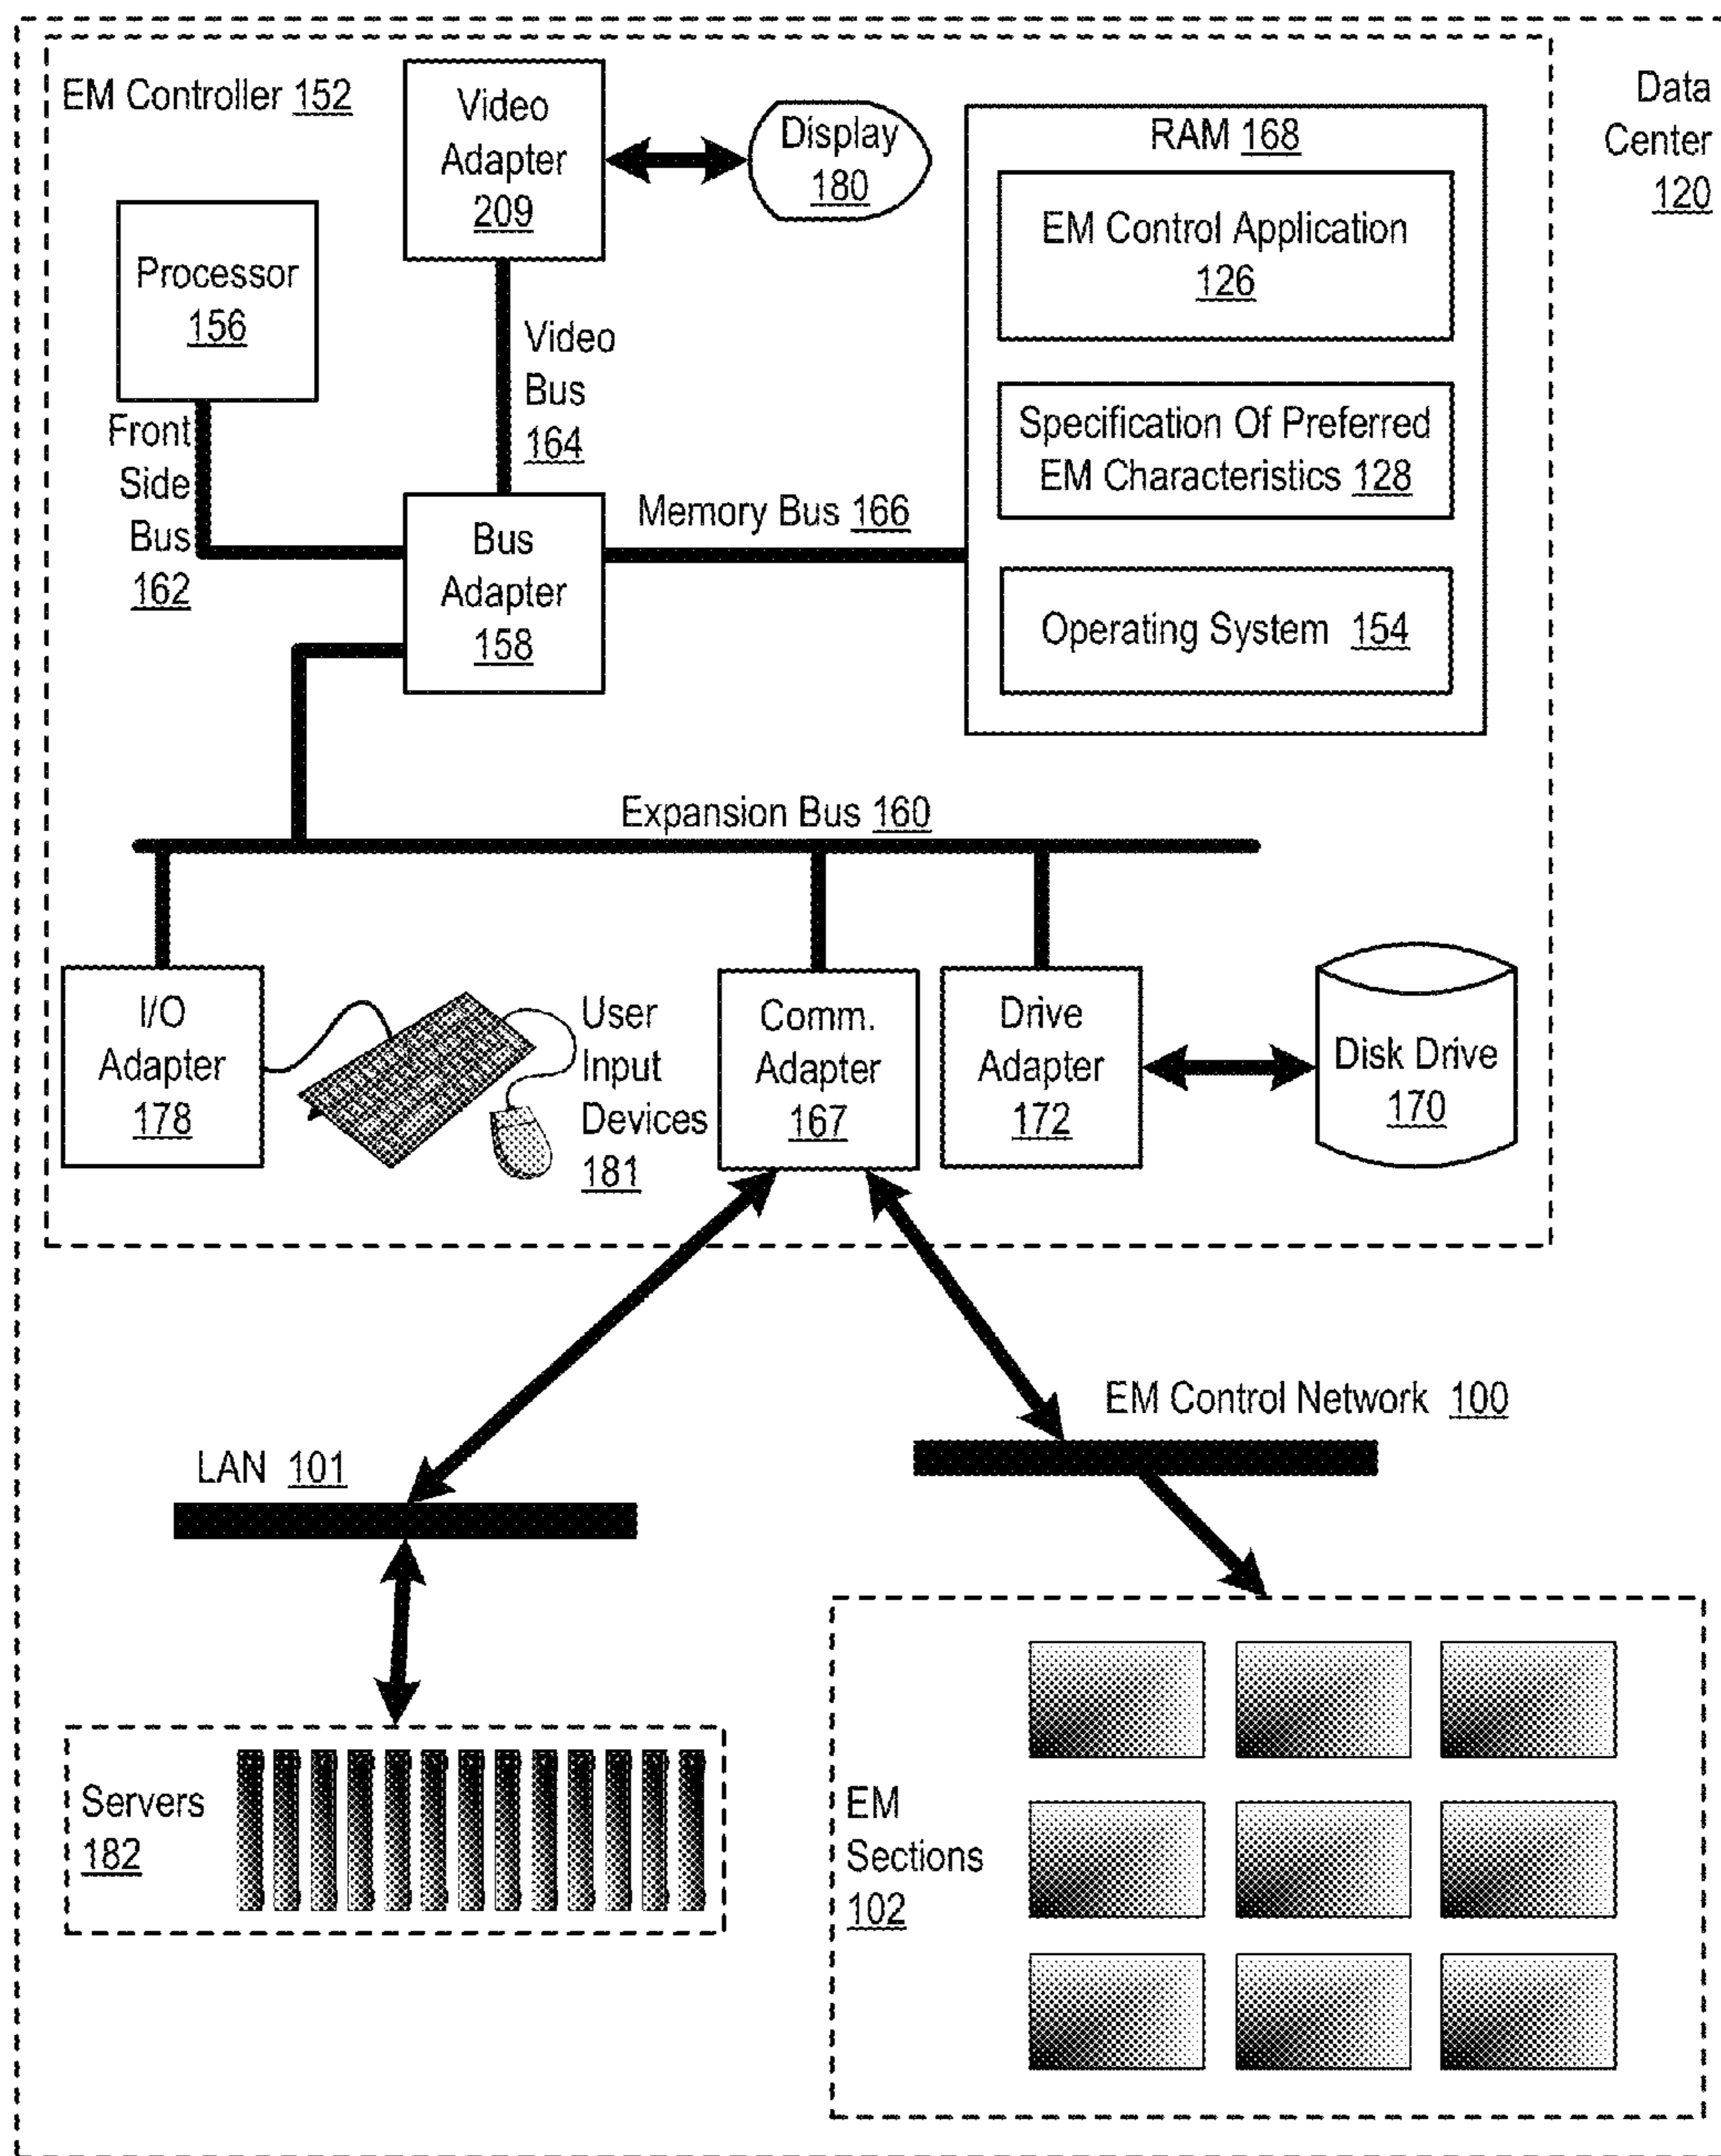 EM Controller 152
Data
Center
120
Video
Adapter
209
Display
180
RAM 168
EM Control Application
126
Specification Of Preferred
EM Characteristics 128
Operating System 154
Processor
156
Video
Bus
164
Front
Side
Bus
162
Bus
Adapter
158
Memory Bus 166
Expansion Bus 160
I/O
Adapter
178
User
Input
Devices
181
Comm.
Adapter
167
Drive
Adapter
172
Disk Drive
170
EM Control Network 100
LAN 101
Servers
182
EM
Sections
102